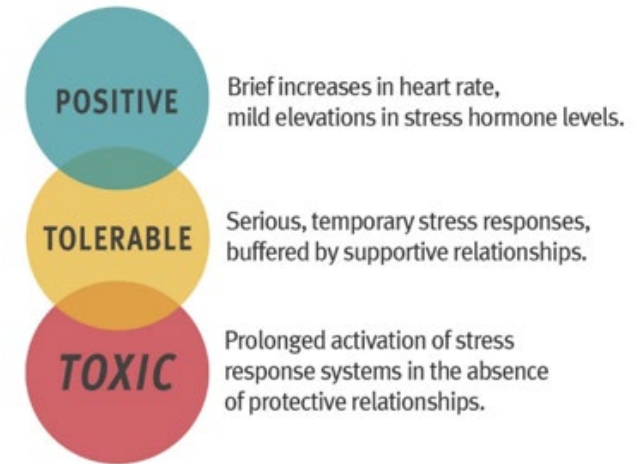 POSITIVE
Brief increases in heart rate,
mild elevations in stress hormone levels.
TOLERABLE
Serious, temporary stress responses,
buffered by supportive relationships.
TOXIC
Prolonged activation of stress
response systems in the absence
of protective relationships.